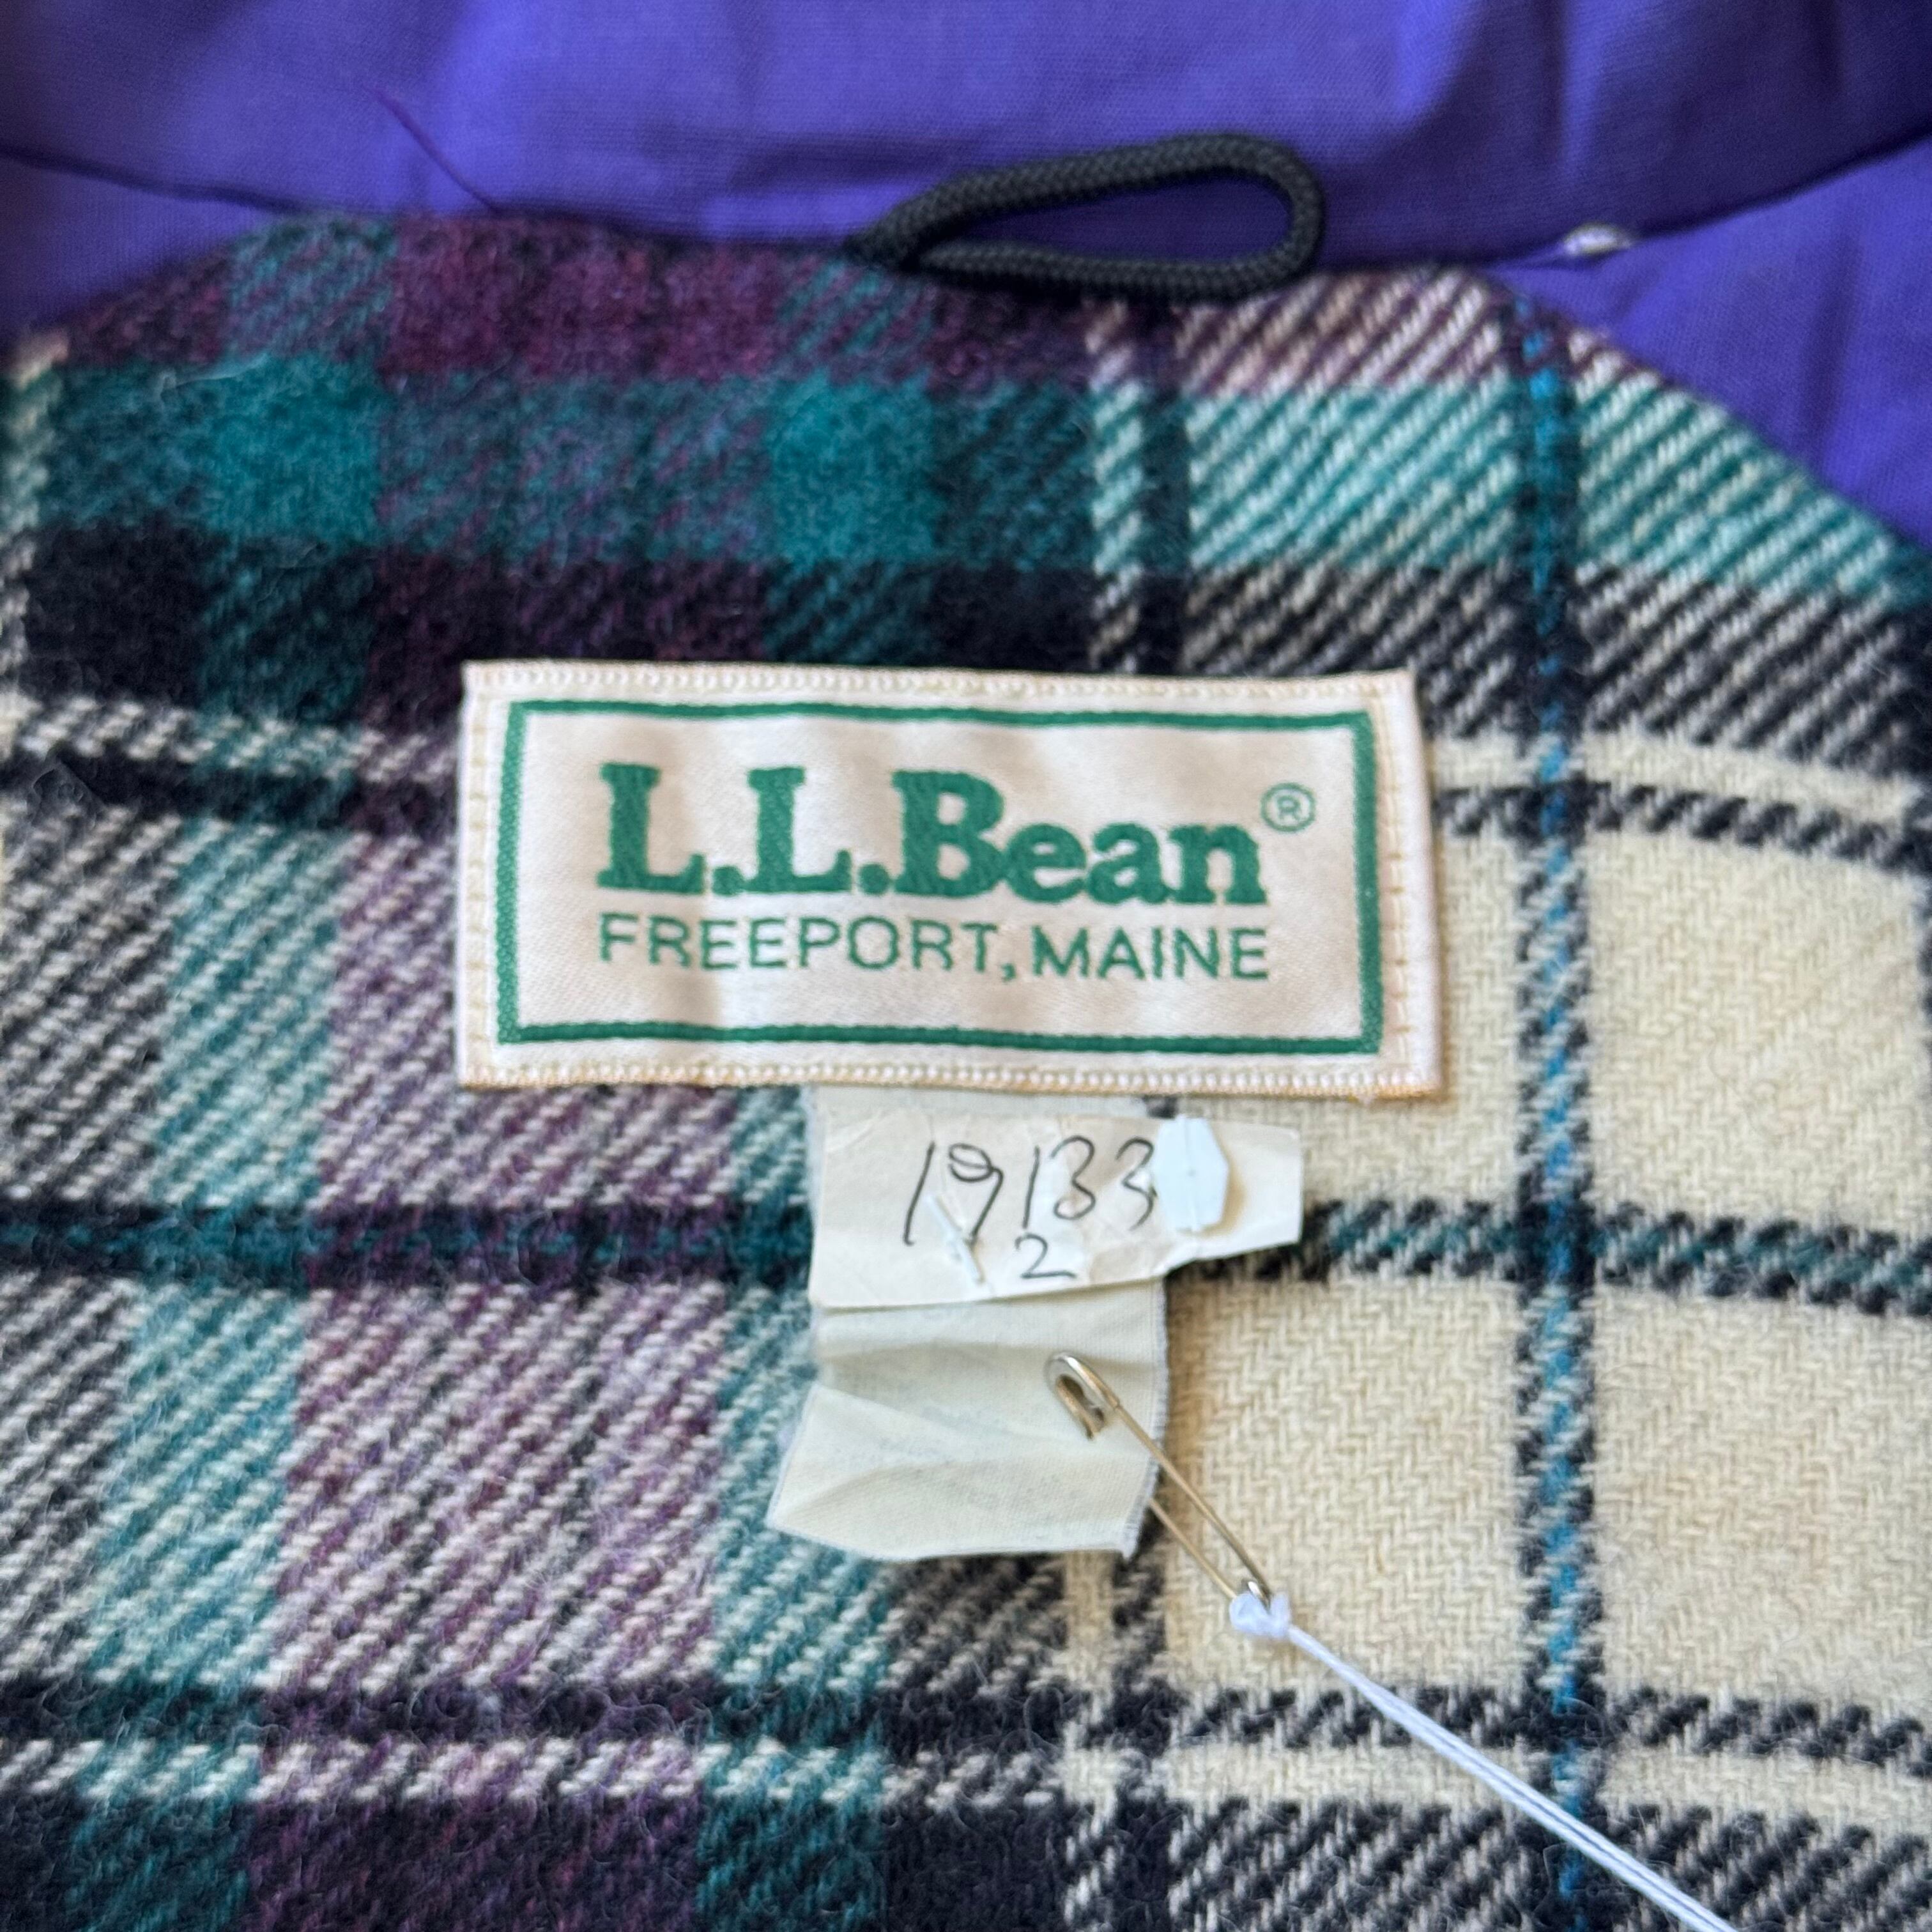 L.L.Bean®
FREEPORT, MAINE
19133
2